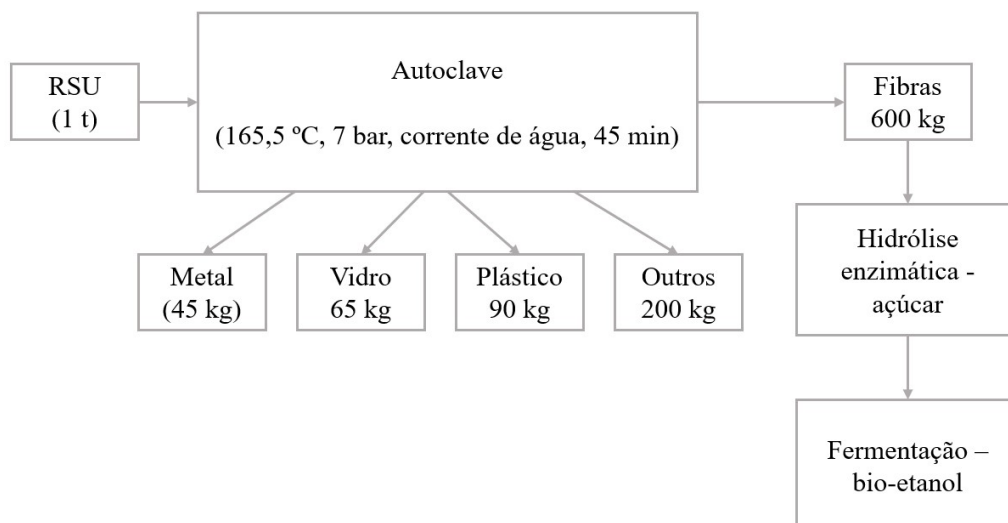 RSU
(1 t)
Autoclave
(165,5 ºC, 7 bar, corrente de água, 45 min)
Fibras
600 kg
Metal
(45 kg)
Vidro
65 kg
Plástico
90 kg
Outros
200 kg
Hidrólise
enzimática -
açúcar
Fermentação –
bio-etanol